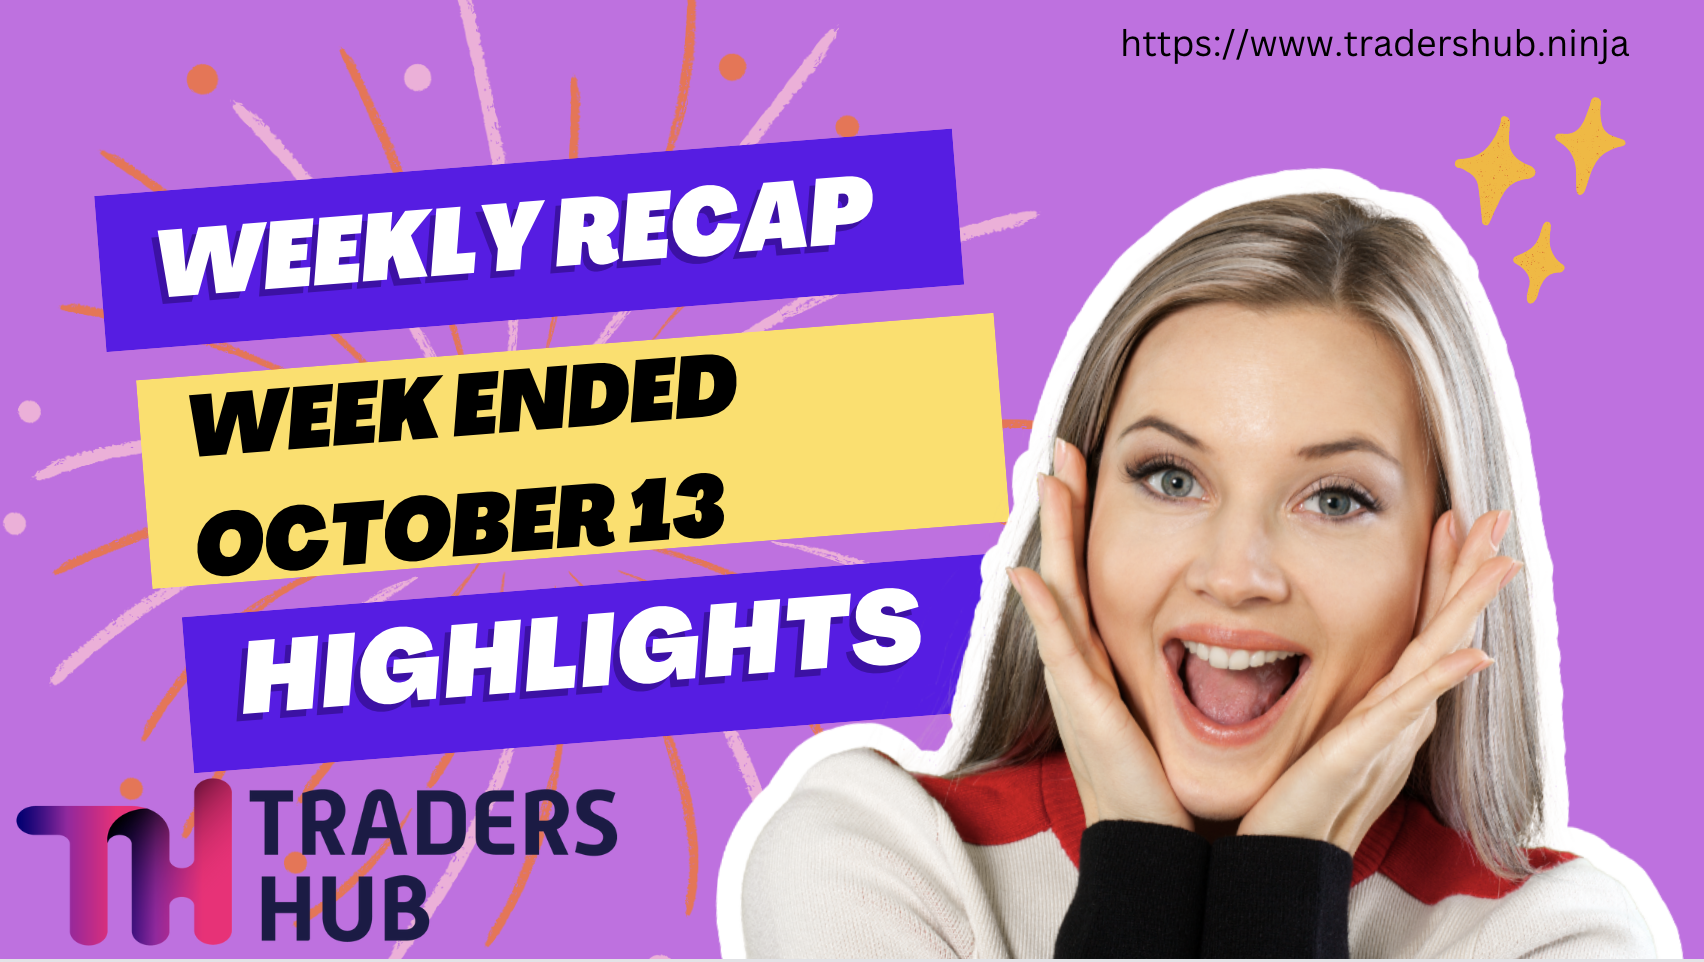 https://www.tradershub.ninja
WEEKLY RECAP
WEEK ENDED
OCTOBER 13
HIGHLIGHTS
TH TRADERS
HUB